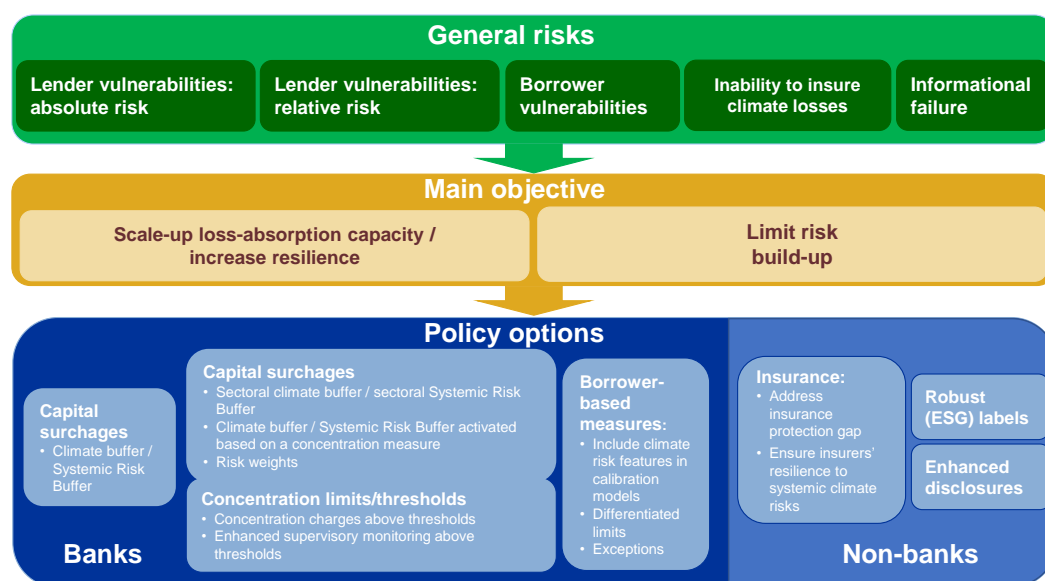 General risks
Lender vulnerabilities:
absolute risk
Lender vulnerabilities:
relative risk
Borrower
vulnerabilities
Inability to insure
climate losses
Informational
failure
Main objective
Scale-up loss-absorption capacity /
increase resilience
Limit risk
build-up
Policy options
Capital
surchages
• Climate buffer /
Systemic Risk
Buffer
Capital surchages
• Sectoral climate buffer / sectoral Systemic Risk
Buffer
• Climate buffer / Systemic Risk Buffer activated
based on a concentration measure
• Risk weights
Concentration limits/thresholds
• Concentration charges above thresholds
• Enhanced supervisory monitoring above
thresholds
Borrower-
based
measures:
• Include climate
risk features in
calibration
models
• Differentiated
limits
• Exceptions
Banks
Insurance:
• Address
insurance
protection gap
• Ensure insurers'
resilience to
systemic climate
risks
Robust
(ESG) labels
Enhanced
disclosures
Non-banks